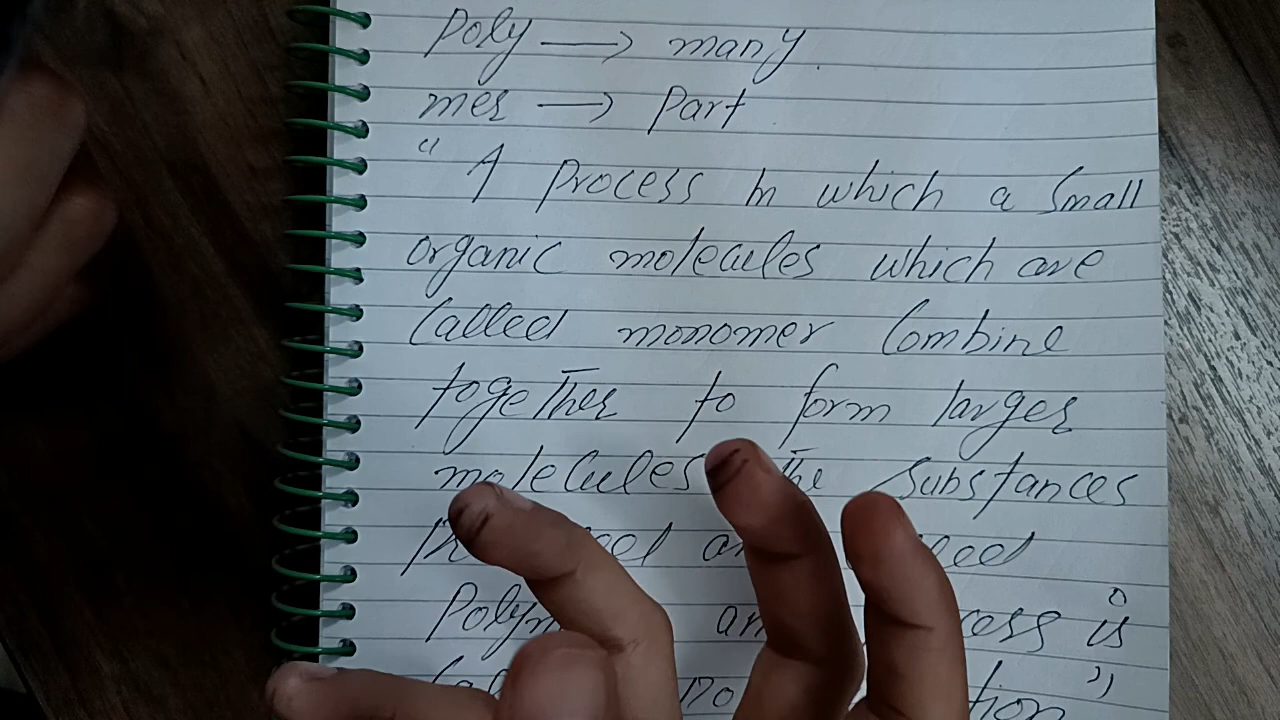 Poly → many.
mer → Part
" A Process in which a Small
organic molecules which are
Called monomer Combine
together to form larger
molecules the Substances
is
"